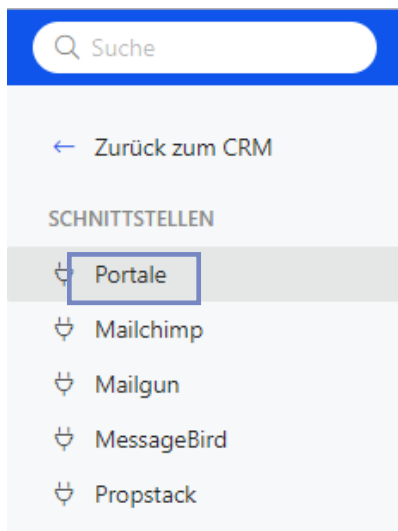 Suche
← Zurück zum CRM
SCHNITTSTELLEN
Portale
Mailchimp
Mailgun
MessageBird
Propstack